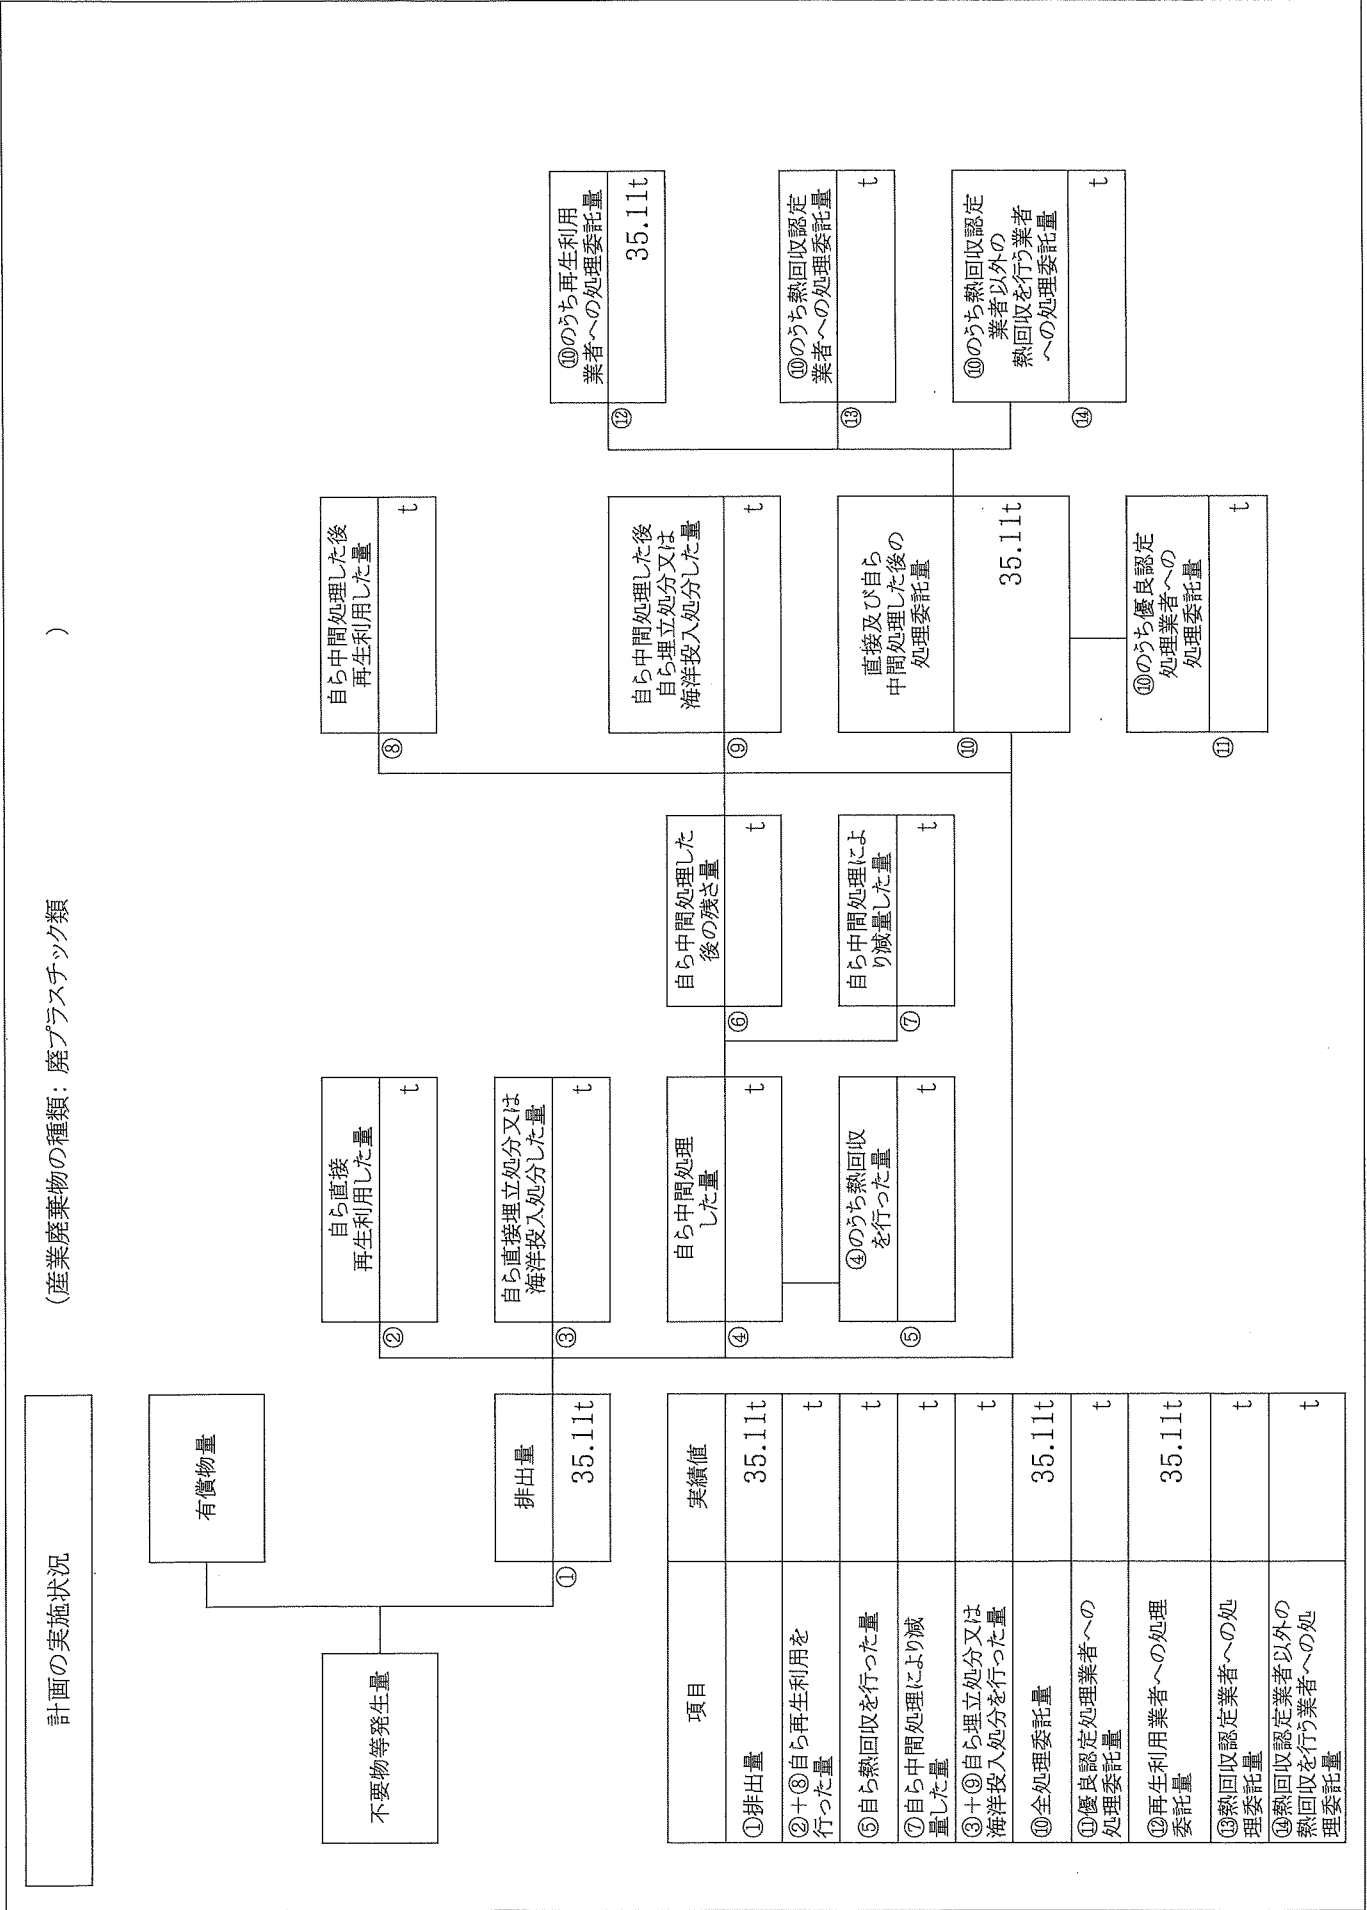 計画の実施状況
(産業廃棄物の種類：廃プラスチック類 )
不要物等発生量
有償物量
排出量
①
35.11t
自ら直接
再生利用した量
②
t
自ら直接埋立処分又は
海洋投入処分した量
③
t
自ら中間処理
した量
④
t
④のうち熱回収
を行った量
⑤
t
自ら中間処理した
後の残さ量
⑥
t
自ら中間処理によ
り減量した量
⑦
t
自ら中間処理した後
再生利用した量
⑧
t
自ら中間処理した後
自ら埋立処分又は
海洋投入処分した量
⑨
t
直接及び自ら
中間処理した後の
処理委託量
⑩
35.11t
⑩のうち優良認定
処理業者への
処理委託量
⑪
t
⑩のうち再生利用
業者への処理委託量
⑫
35.11t
⑩のうち熱回収認定
業者への処理委託量
⑬
t
⑩のうち熱回収認定
業者以外の
熱回収を行う業者
への処理委託量
⑭
t
項目 実績値
①排出量 35.11t
②＋⑧自ら再生利用を
行った量 t
⑤自ら熱回収を行った量 t
⑦自ら中間処理により減
量した量 t
③＋⑨自ら埋立処分又は
海洋投入処分を行った量 t
⑩全処理委託量 35.11t
⑪優良認定処理業者への
処理委託量 t
⑫再生利用業者への処理
委託量 35.11t
⑬熱回収認定業者への処
理委託量 t
⑭熱回収認定業者以外の
熱回収を行う業者への処
理委託量 t